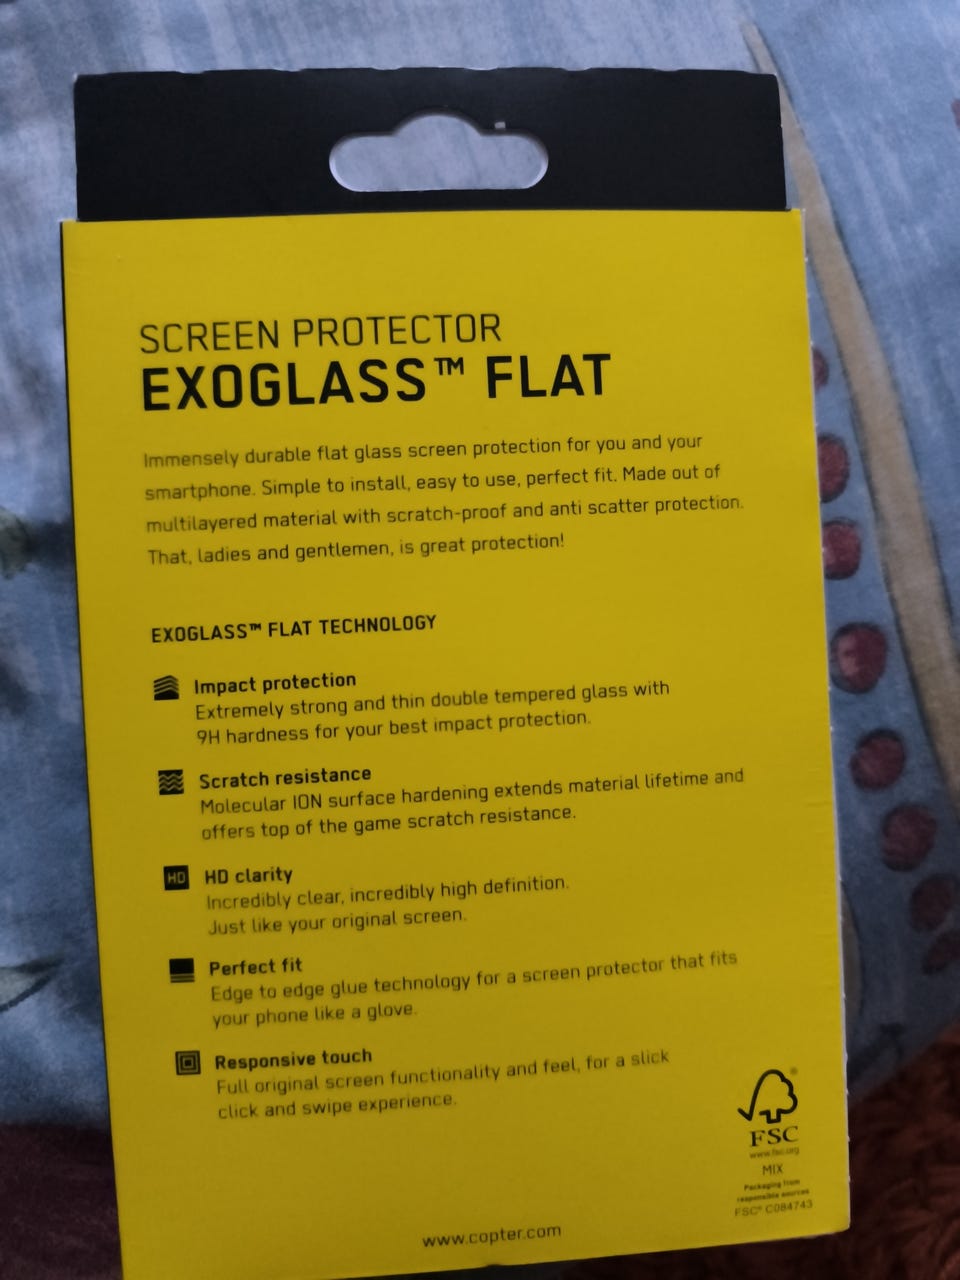 SCREEN PROTECTOR
EXOGLASS™ FLAT
Immensely durable flat glass screen protection for you and your
smartphone. Simple to install, easy to use, perfect fit. Made out of
multilayered material with scratch-proof and anti scatter protection.
That, ladies and gentlemen, is great protection!
EXOGLASS™ FLAT TECHNOLOGY
Impact protection
Extremely strong and thin double tempered glass with
9H hardness for your best impact protection.
Scratch resistance
Molecular ION surface hardening extends material lifetime and
offers top of the game scratch resistance.
HD
HD clarity
Incredibly clear, incredibly high definition.
Just like your original screen.
Perfect fit
Edge to edge glue technology for a screen protector that fits
your phone like a glove.
Responsive touch
Full original screen functionality and feel, for a slick
click and swipe experience.
®
FSC
www.fsc.org
MIX
Packaging from
responsible sources
FSC® C084743
www.copter.com